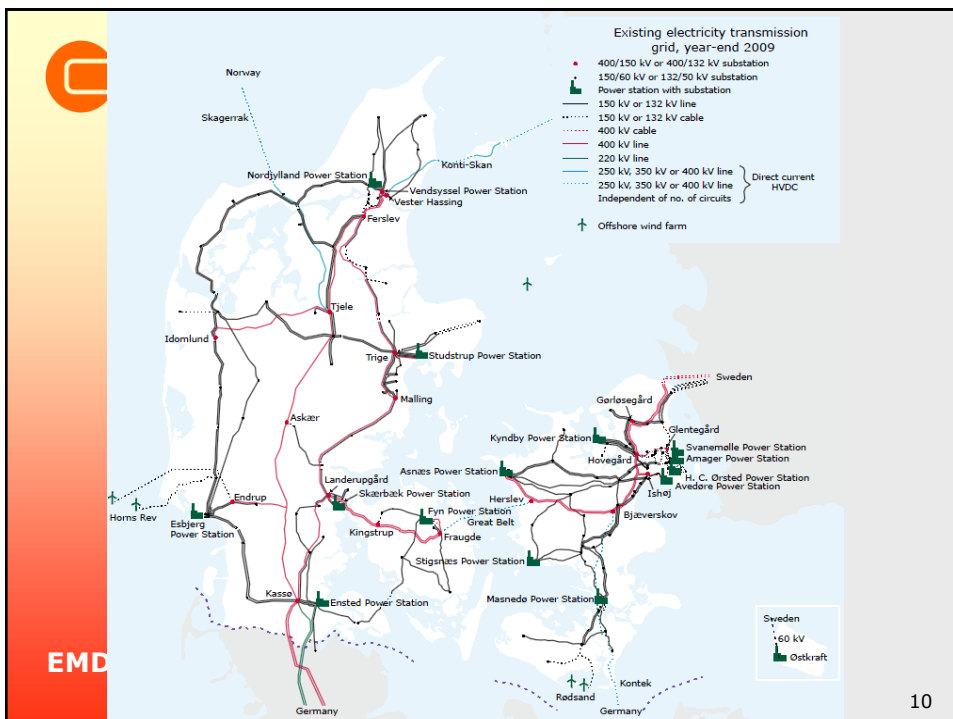 Existing electricity transmission
grid, year-end 2009
400/150 kV or 400/132 kV substation
150/60 kV or 132/50 kV substation
Power station with substation
150 kV or 132 kV line
150 kV or 132 kV cable
400 kV cable
400 kV line
220 kV line
250 kV, 350 kV or 400 kV line
250 kV, 350 kV or 400 kV line
Independent of no. of circuits
Direct current
HVDC
Offshore wind farm
Norway
Skagerrak
Konti-Skan
Nordjylland Power Station
Vendsyssel Power Station
Vester Hassing
Ferslev
Tjele
Idomlund
Trige
Studstrup Power Station
Malling
Sweden
Gørløsegård
Askær
Glentegård
Kyndby Power Station
Svanemølle Power Station
Amager Power Station
Hovegård
Asnæs Power Station
H. C. Ørsted Power Station
Avedøre Power Station
Landerupgård
Skærbæk Power Station
Ishøj
Endrup
Herslev
Horns Rev
Fyn Power Station
Great Belt
Bjæverskov
Esbjerg
Power Station
Kingstrup
Fraugde
Stigsnæs Power Station
Kassø
Ensted Power Station
Masnedø Power Station
Sweden
60 kV
Østkraft
EMD
Kontek
Rødsand
Germany
Germany
10